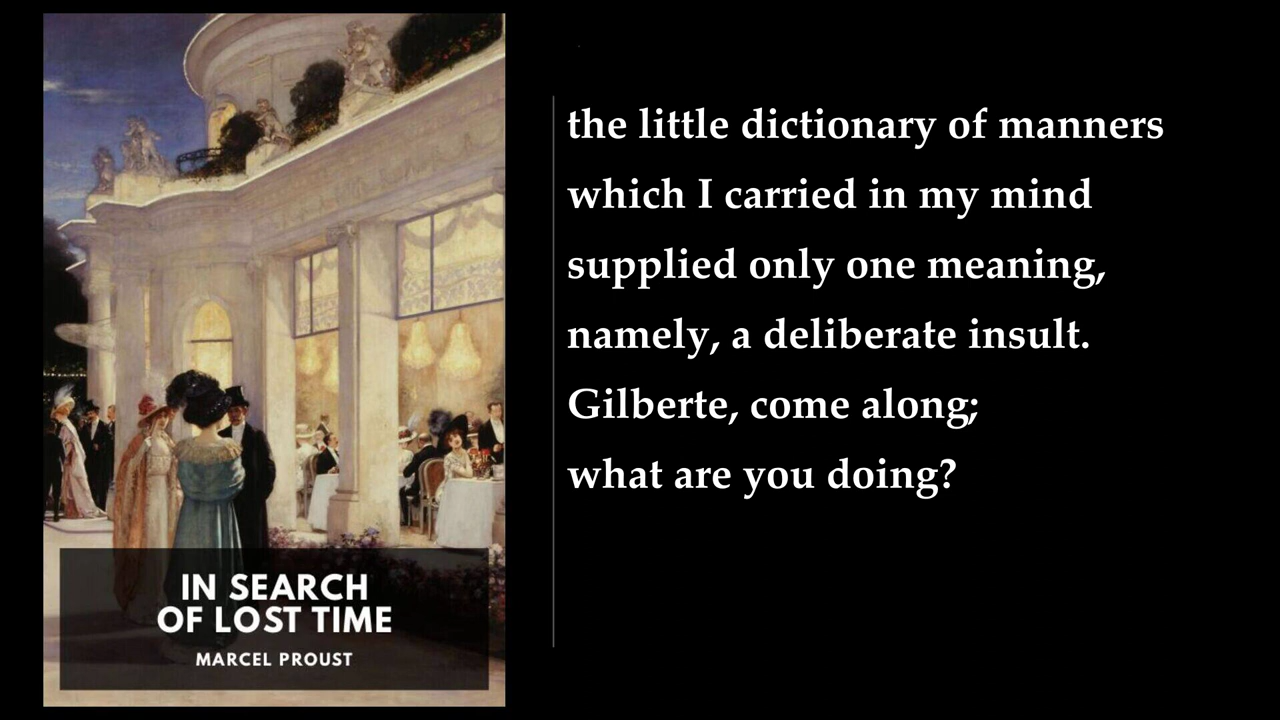 the little dictionary of manners
which I carried in my mind
supplied only one meaning,
namely, a deliberate insult.
Gilberte, come along;
what are you doing?
IN SEARCH
OF LOST TIME
MARCEL PROUST